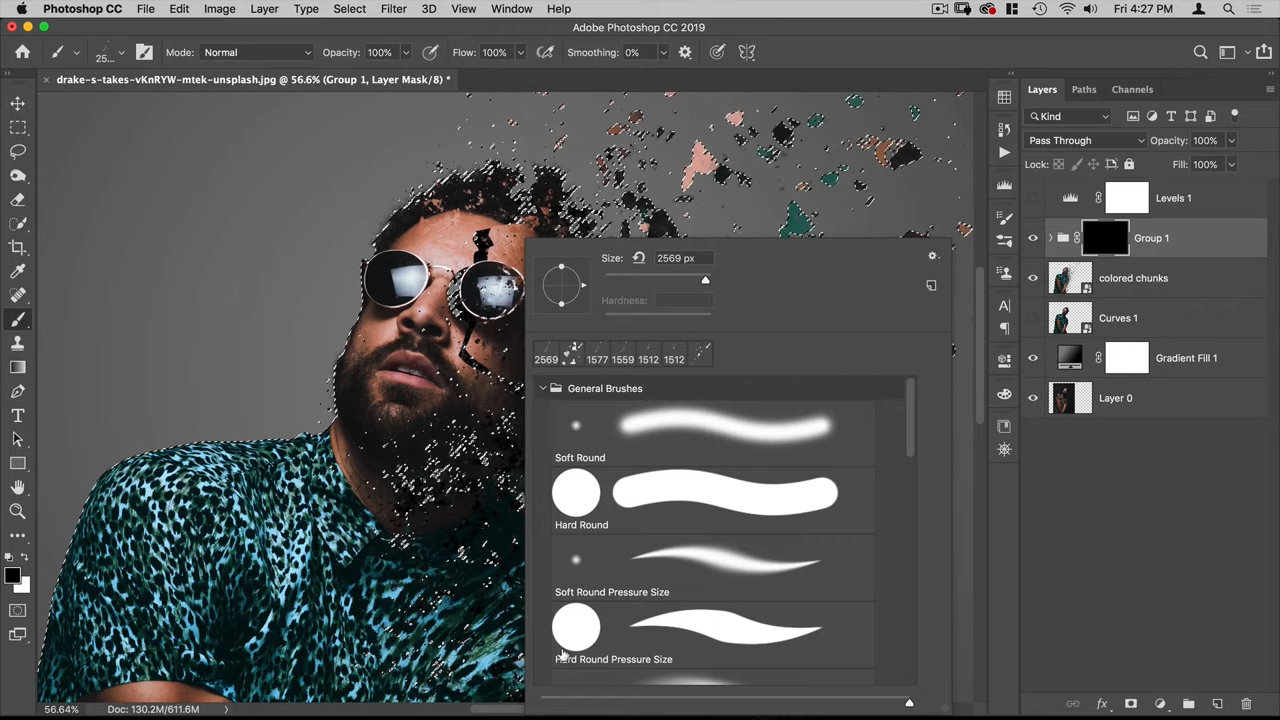 Photoshop CC File Edit Image Layer Type Select Filter 3D View Window Help Fri 4:27 PM
Adobe Photoshop CC 2019
25... Mode: Normal Opacity: 100% Flow: 100% Smoothing: 0%
× drake-s-takes-vKnRYW-mtek-unsplash.jpg @ 56.6% (Group 1, Layer Mask/8) *
Layers Paths Channels
Kind
Pass Through Opacity: 100%
Lock: Fill: 100%
Levels 1
Group 1
colored chunks
Curves 1
Gradient Fill 1
Layer 0
Size: 2569 px
Hardness:
2569 1577 1559 1512 1512
General Brushes
Soft Round
Hard Round
Soft Round Pressure Size
Hard Round Pressure Size
56.64% Doc: 130.2M/611.6M